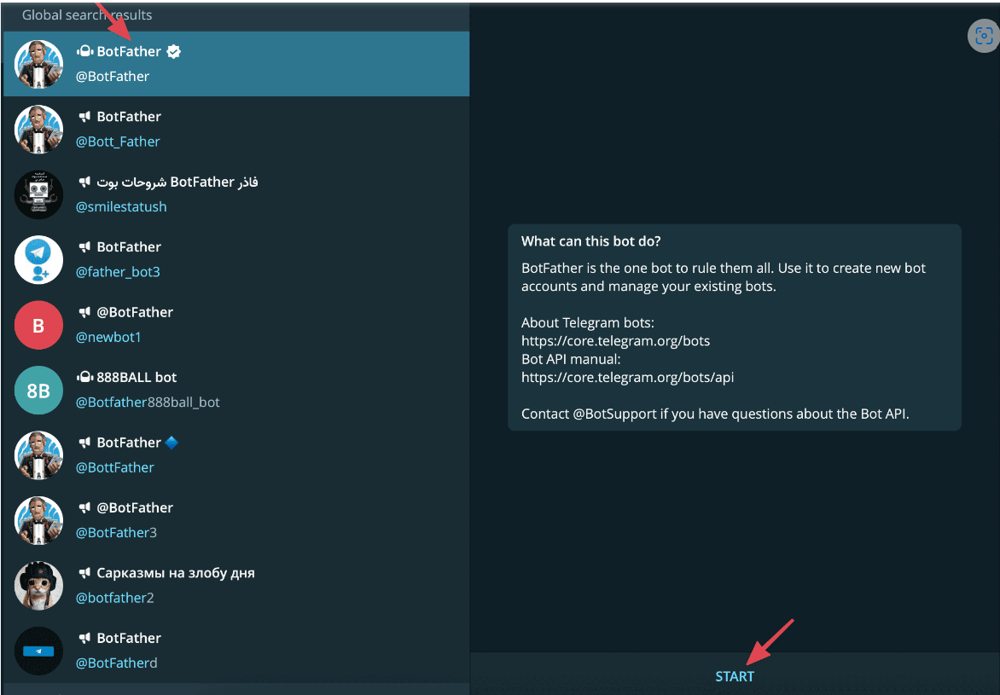 Global search results
BotFather
@BotFather
BotFather
@Bott_Father
شروحات بوت BotFather فاذر
@smilestatush
BotFather
@father_bot3
B
@BotFather
@newbot1
8B
888BALL bot
@Botfather888ball_bot
BotFather
@BottFather
@BotFather
@BotFather3
Сарказмы на злобу дня
@botfather2
BotFather
@BotFatherd
What can this bot do?
BotFather is the one bot to rule them all. Use it to create new bot
accounts and manage your existing bots.
About Telegram bots:
https://core.telegram.org/bots
Bot API manual:
https://core.telegram.org/bots/api
Contact @BotSupport if you have questions about the Bot API.
START